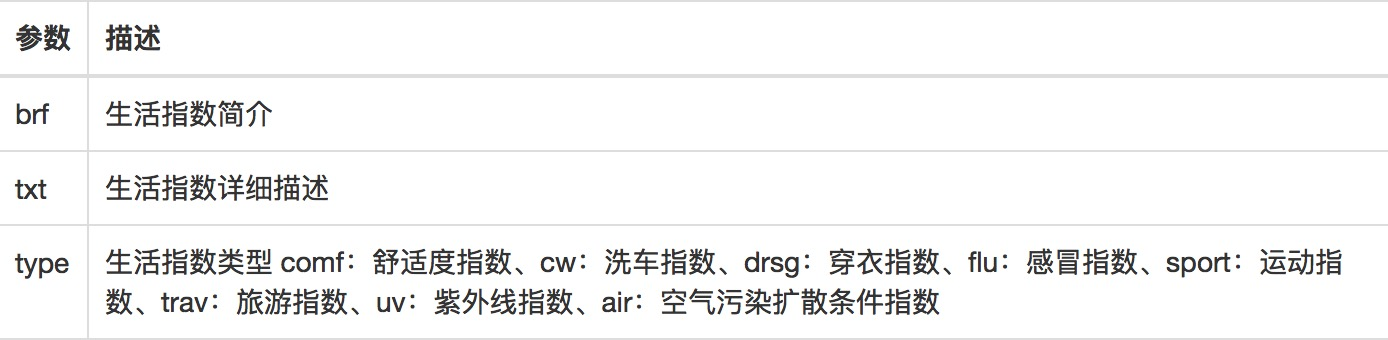 参数 描述
brf 生活指数简介
txt 生活指数详细描述
type 生活指数类型 comf：舒适度指数、cw：洗车指数、drsg：穿衣指数、flu：感冒指数、sport：运动指
数、trav：旅游指数、uv：紫外线指数、air：空气污染扩散条件指数